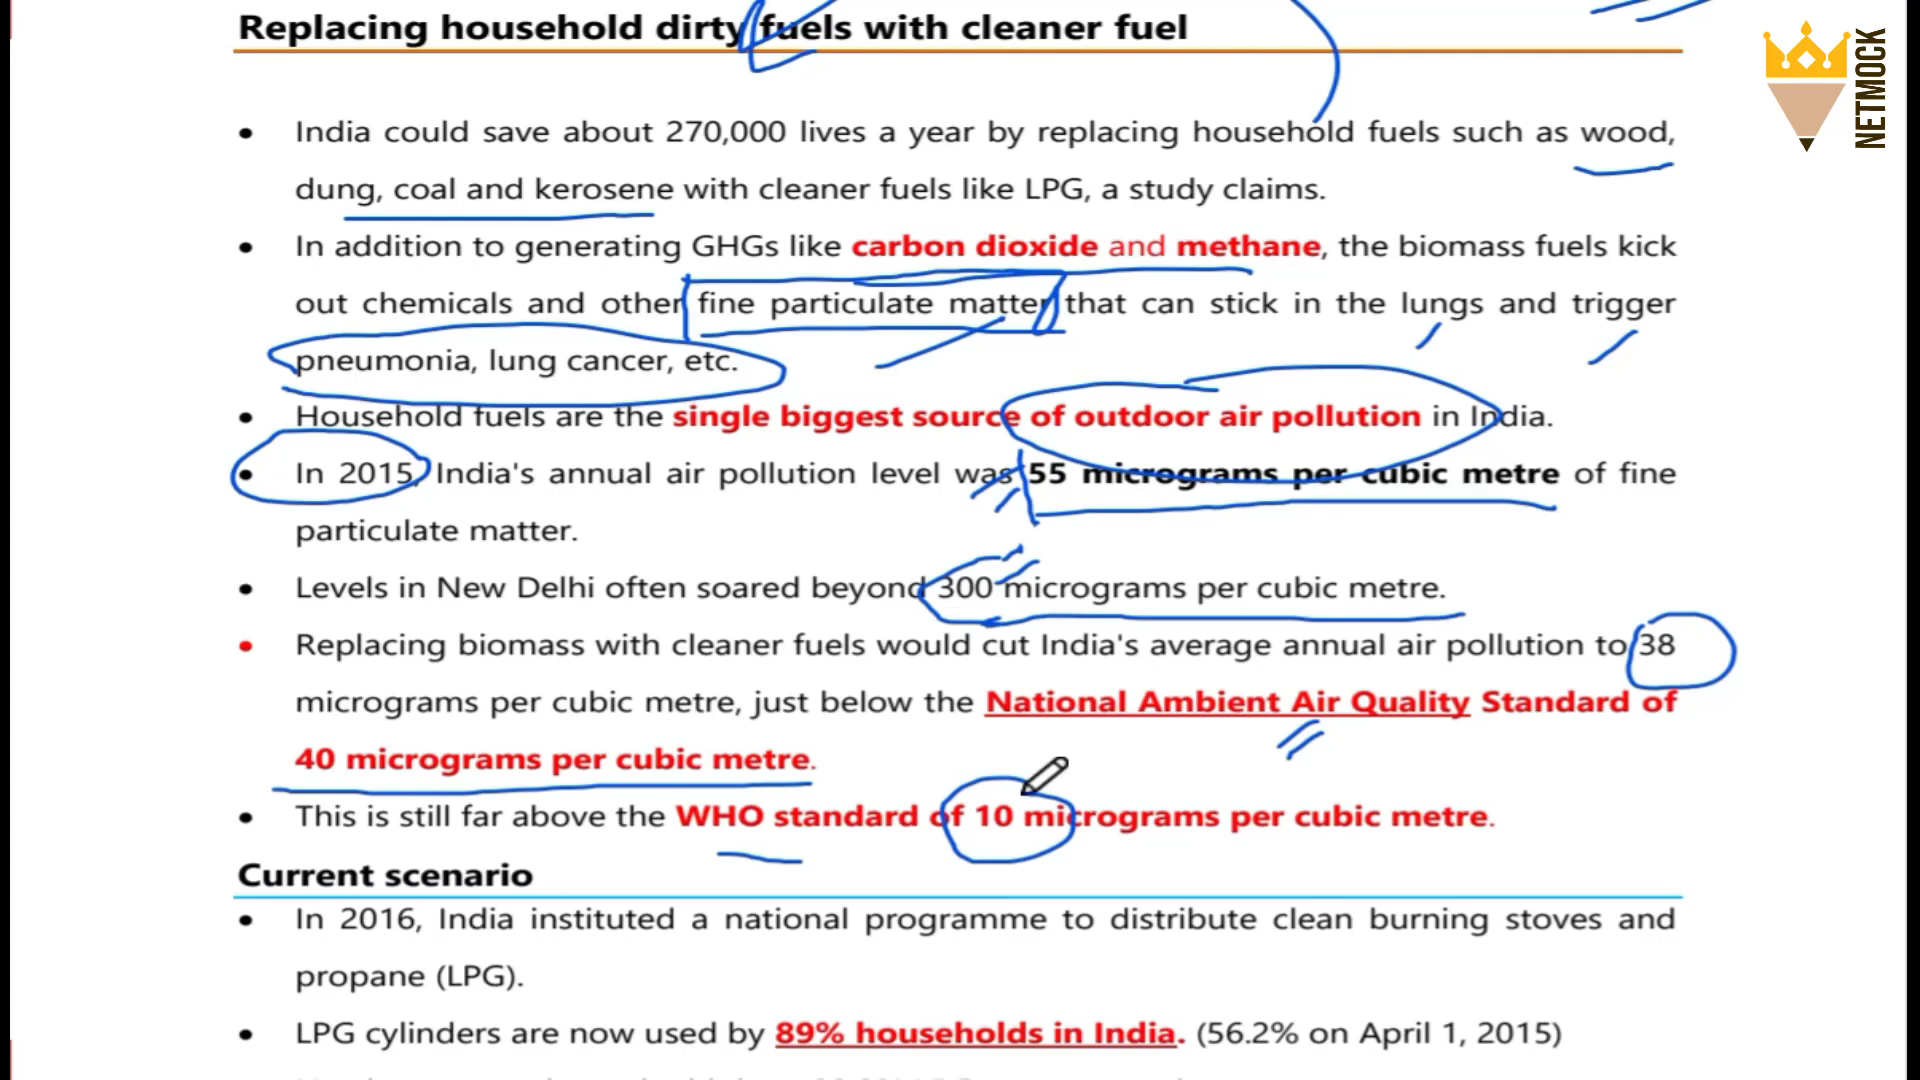 Replacing household dirty fuels with cleaner fuel
NETMOCK
• India could save about 270,000 lives a year by replacing household fuels such as wood,
dung, coal and kerosene with cleaner fuels like LPG, a study claims.
• In addition to generating GHGs like carbon dioxide and methane, the biomass fuels kick
out chemicals and other fine particulate matter that can stick in the lungs and trigger
pneumonia, lung cancer, etc.
• Household fuels are the single biggest source of outdoor air pollution in India.
• In 2015, India's annual air pollution level was 55 micrograms per cubic metre of fine
particulate matter.
• Levels in New Delhi often soared beyond 300 micrograms per cubic metre.
• Replacing biomass with cleaner fuels would cut India's average annual air pollution to 38
micrograms per cubic metre, just below the National Ambient Air Quality Standard of
40 micrograms per cubic metre.
• This is still far above the WHO standard of 10 micrograms per cubic metre.
Current scenario
• In 2016, India instituted a national programme to distribute clean burning stoves and
propane (LPG).
• LPG cylinders are now used by 89% households in India. (56.2% on April 1, 2015)